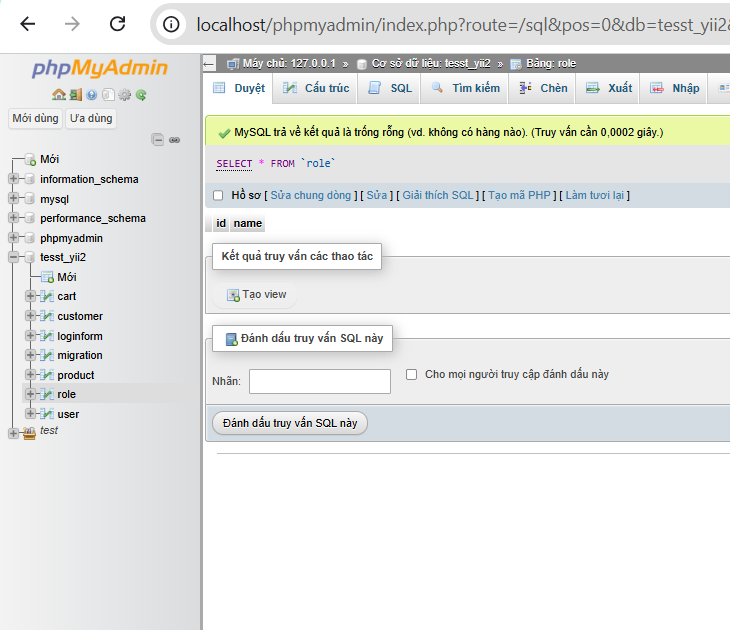 localhost/phpmyadmin/index.php?route=/sql&pos=0&db=tesst_yii2&
phpMyAdmin
Mới dùng Ưa dùng
Mới
information_schema
mysql
performance_schema
phpmyadmin
tesst_yii2
Mới
cart
customer
loginform
migration
product
role
user
test
Máy chủ: 127.0.0.1 » Cơ sở dữ liệu: tesst_yii2 » Bảng: role
Duyệt Cấu trúc SQL Tìm kiếm Chèn Xuất Nhập
MySQL trả về kết quả là trống rỗng (vd. không có hàng nào). (Truy vấn cần 0,0002 giây.)
SELECT * FROM `role`
Hồ sơ [ Sửa chung dòng ] [ Sửa ] [ Giải thích SQL ] [ Tạo mã PHP ] [ Làm tươi lại ]
id name
Kết quả truy vấn các thao tác
Tạo view
Đánh dấu truy vấn SQL này
Nhãn: Cho mọi người truy cập đánh dấu này
Đánh dấu truy vấn SQL này